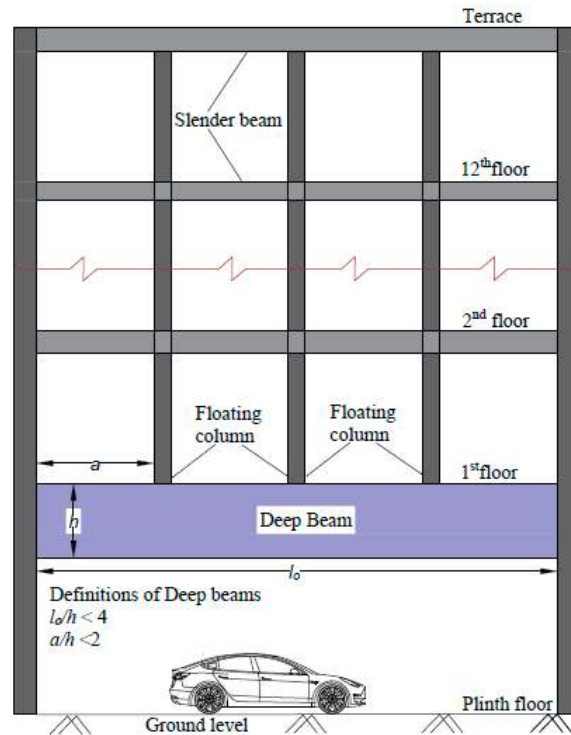 Terrace
Slender beam
12th floor
2nd floor
Floating column
Floating column
a
1st floor
h
Deep Beam
lo
Definitions of Deep beams
lo/h < 4
a/h <2
Plinth floor
Ground level